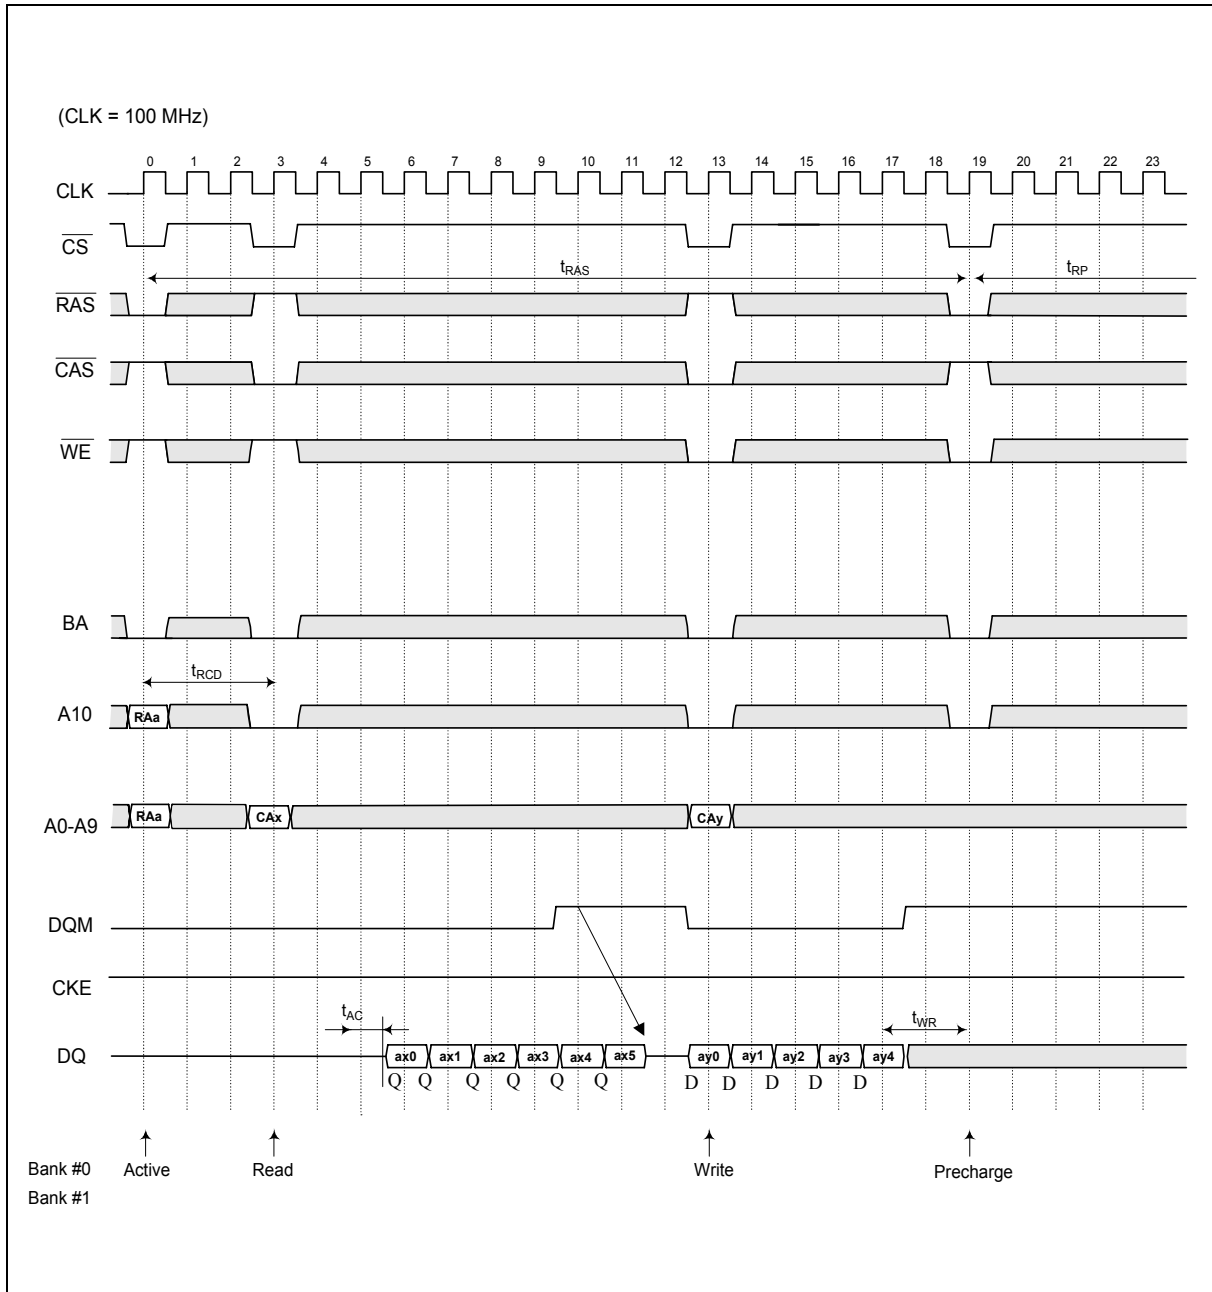 (CLK = 100 MHz)
0 1 2 3 4 5 6 7 8 9 10 11 12 13 14 15 16 17 18 19 20 21 22 23
CLK
CS
tRAS tRP
RAS
CAS
WE
BA
tRCD
A10 RAa
A0-A9 RAa CAx CAy
DQM
CKE
tAC tWR
DQ ax0 ax1 ax2 ax3 ax4 ax5 ay0 ay1 ay2 ay3 ay4
Q Q Q Q Q Q D D D D D
Bank #0 Active Read Write Precharge
Bank #1